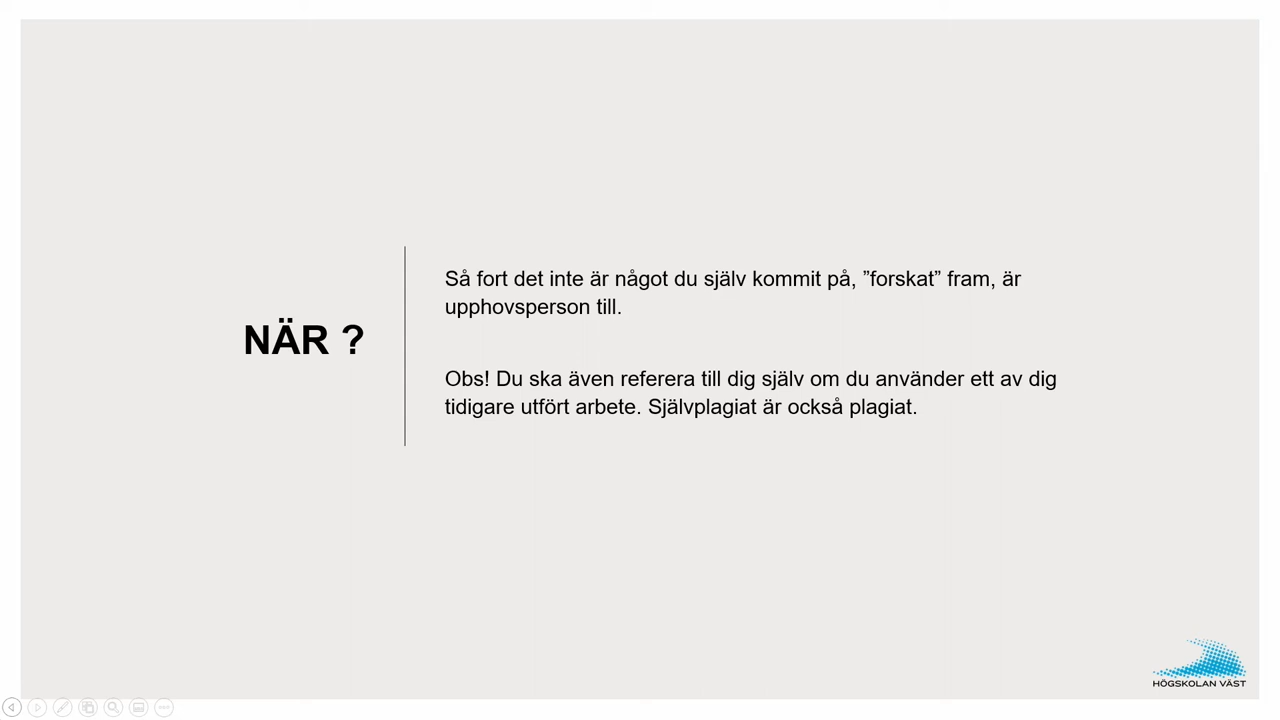 NÄR ?
Så fort det inte är något du själv kommit på, ”forskat” fram, är
upphovsperson till.
Obs! Du ska även referera till dig själv om du använder ett av dig
tidigare utfört arbete. Självplagiat är också plagiat.
HÖGSKOLAN VÄST